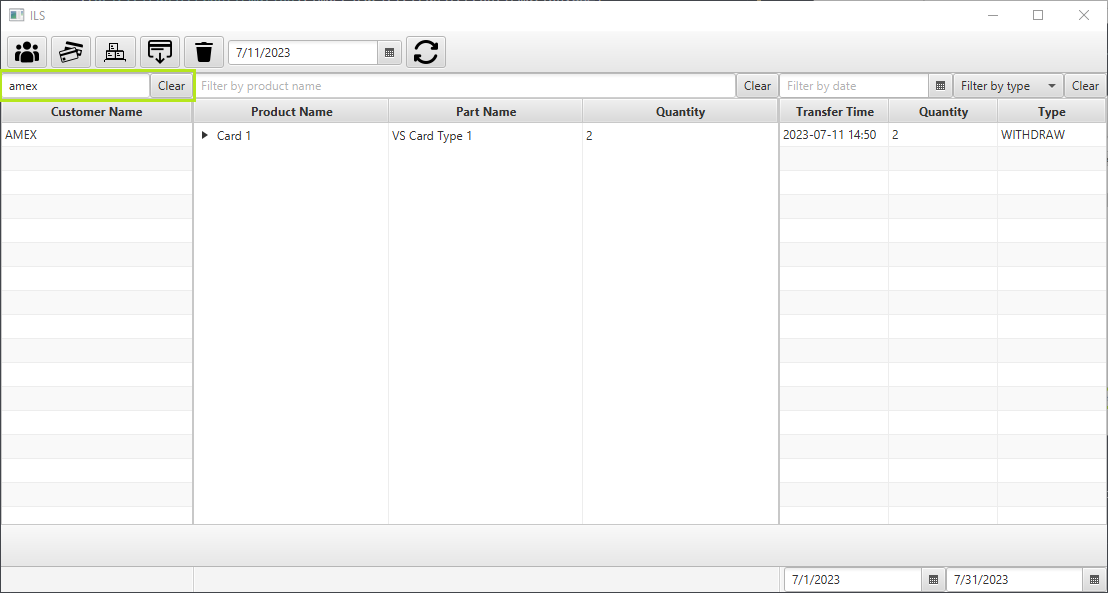 ILS
7/11/2023
amex Clear Filter by product name Clear Filter by date Filter by type Clear
Customer Name Product Name Part Name Quantity Transfer Time Quantity Type
AMEX Card 1 VS Card Type 1 2 2023-07-11 14:50 2 WITHDRAW
7/1/2023 7/31/2023